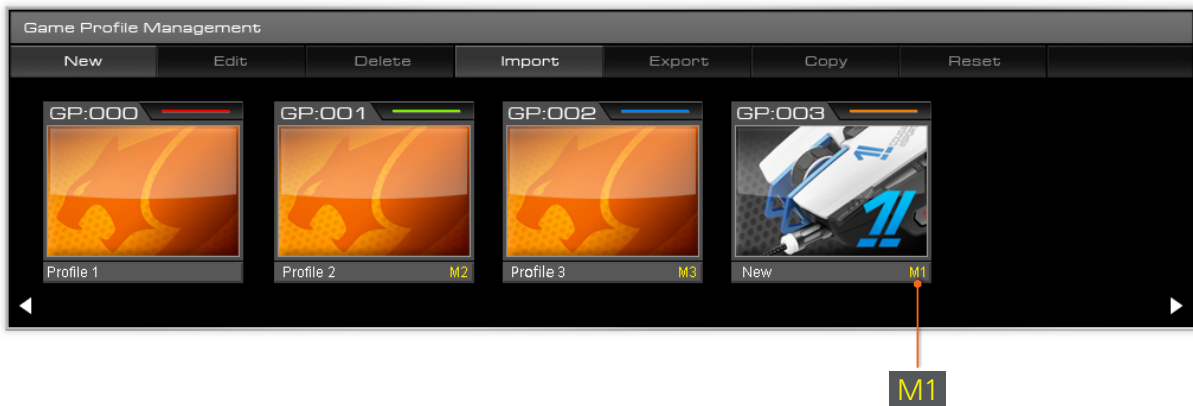 Game Profile Management
New Edit Delete Import Export Copy Reset
GP:000 GP:001 GP:002 GP:003
Profile 1 Profile 2 M2 Profile 3 M3 New M1
M1